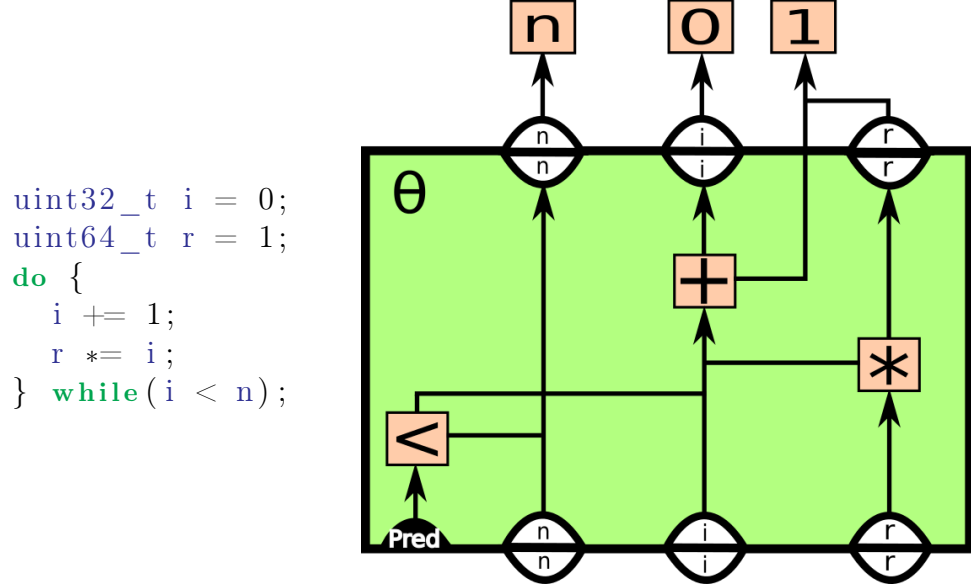 uint32_t i = 0;
uint64_t r = 1;
do {
i += 1;
r *= i;
} while(i < n);
n 0 1
n i r
n i r
θ
+
*
<
Pred
n i r
n i r